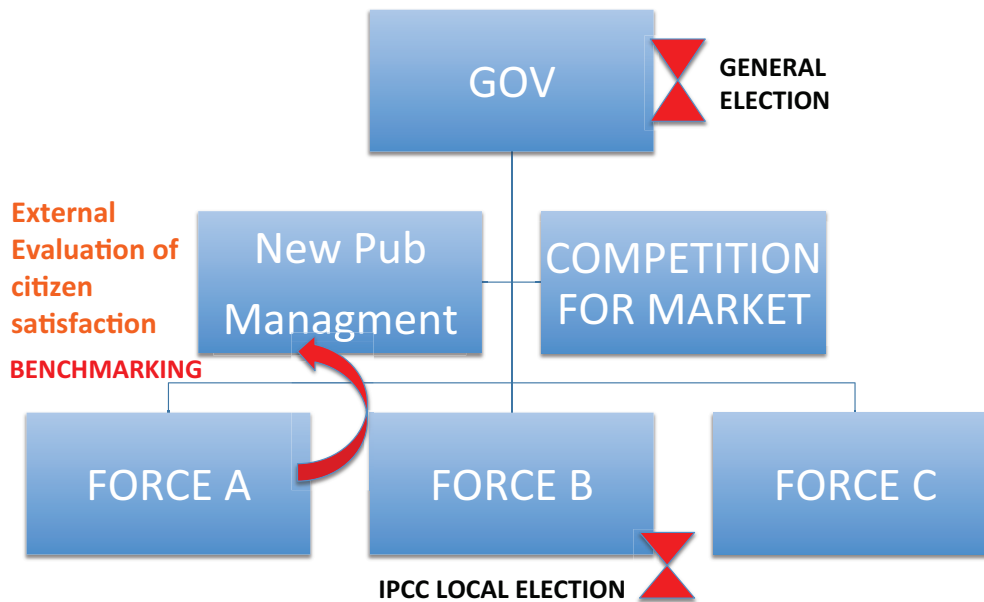 GOV
GENERAL
ELECTION
External
Evaluation of
citizen
satisfaction
BENCHMARKING
New Pub
Managment
COMPETITION
FOR MARKET
FORCE A
FORCE B
FORCE C
IPCC LOCAL ELECTION